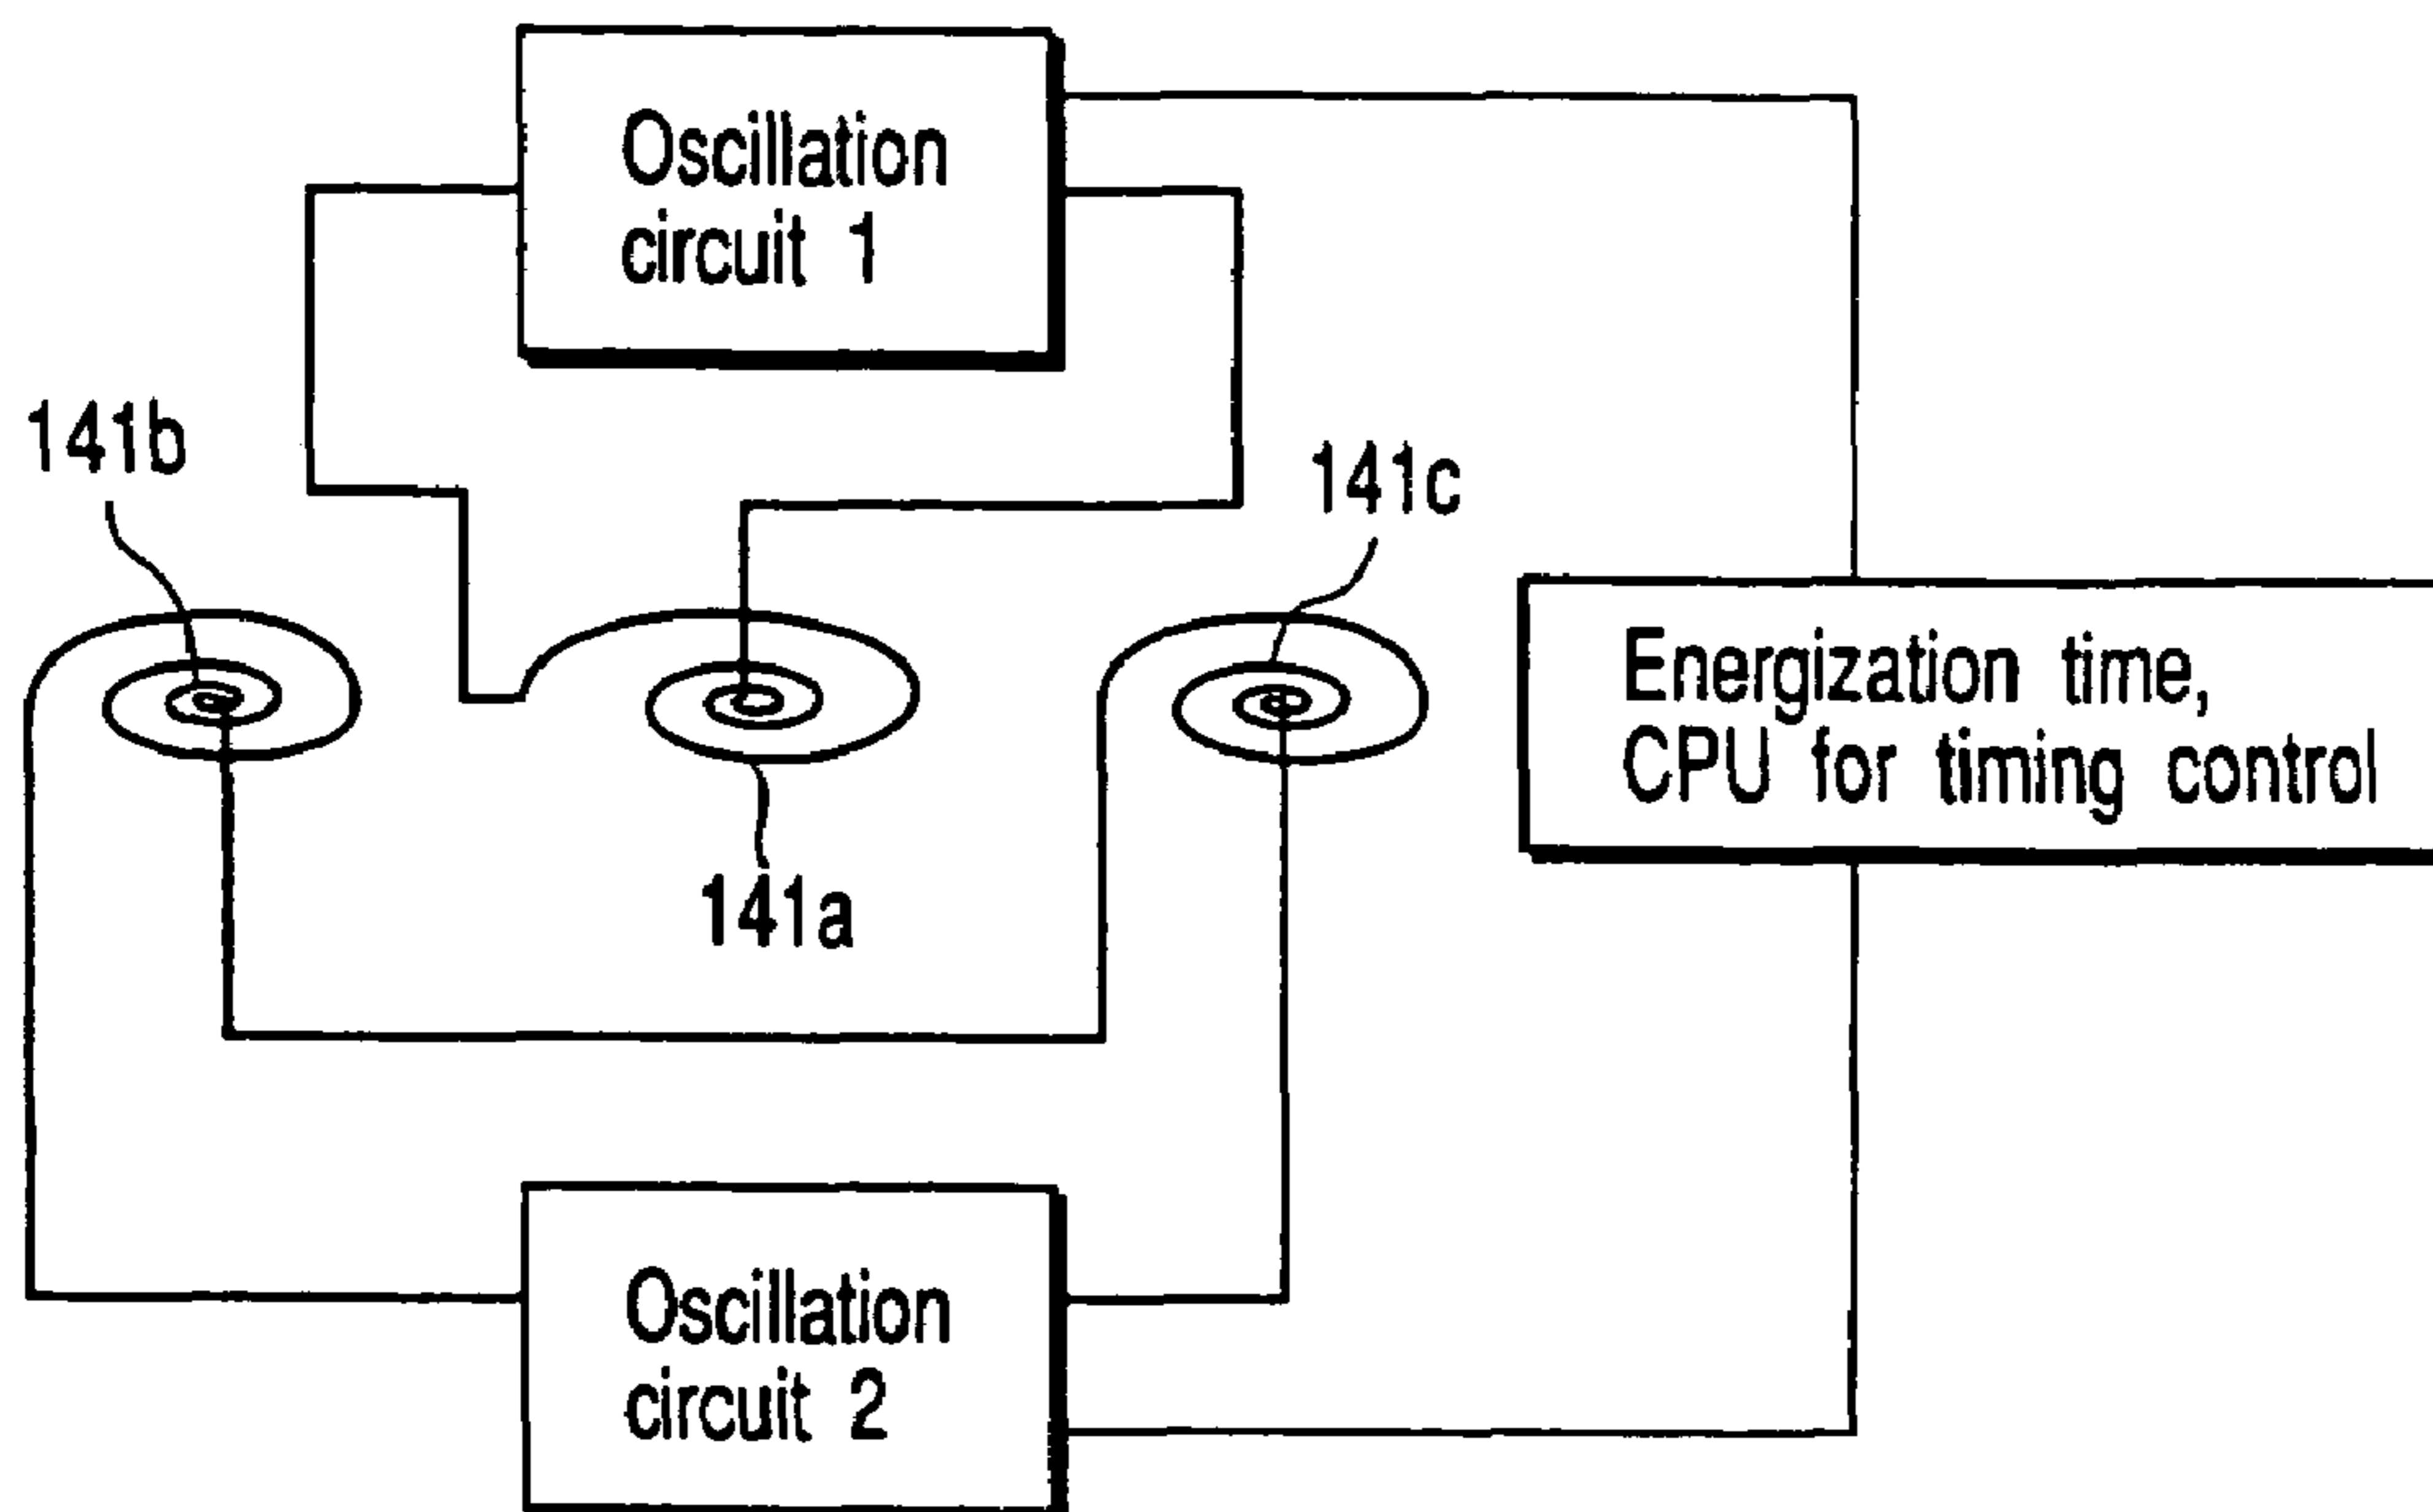 Oscillation
circuit 1
141b
141c
Energization time,
CPU for timing control
141a
Oscillation
circuit 2